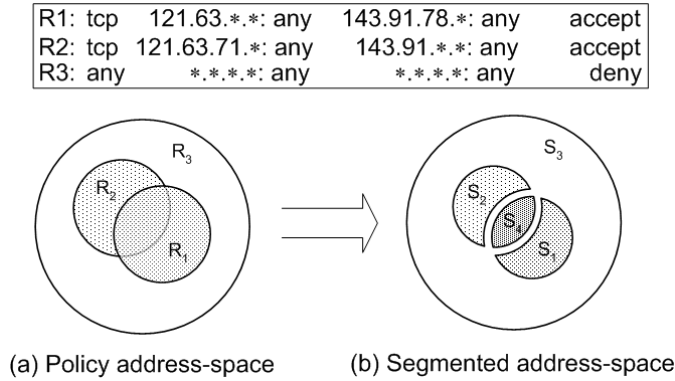 R1: tcp 121.63.*.*: any 143.91.78.*: any accept
R2: tcp 121.63.71.*: any 143.91.*.*: any accept
R3: any *.*.*.*: any *.*.*.*: any deny
R3
R2
R1
S3
S2
S4
S1
(a) Policy address-space
(b) Segmented address-space